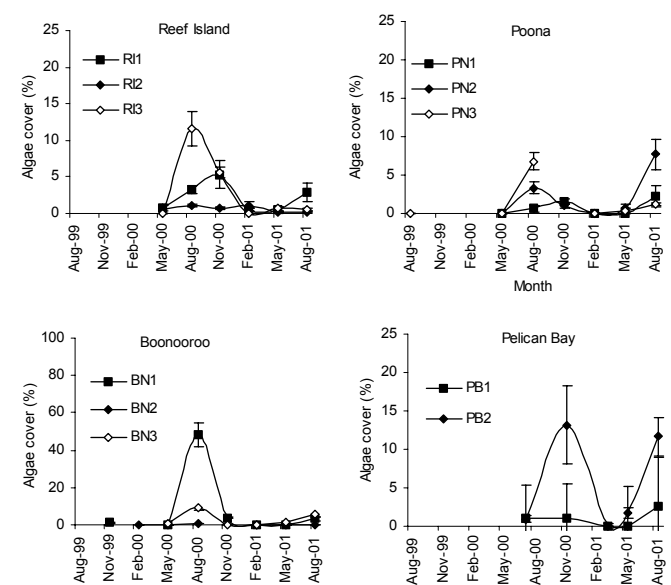 Reef Island
Algae cover (%)
25
20
15
10
5
0
RI1
RI2
RI3
Aug-99
Nov-99
Feb-00
May-00
Aug-00
Nov-00
Feb-01
May-01
Aug-01
Poona
Algae cover (%)
25
20
15
10
5
0
PN1
PN2
PN3
Aug-99
Nov-99
Feb-00
May-00
Aug-00
Nov-00
Feb-01
May-01
Aug-01
Month
Boonooroo
Algae cover (%)
100
80
60
40
20
0
BN1
BN2
BN3
Aug-99
Nov-99
Feb-00
May-00
Aug-00
Nov-00
Feb-01
May-01
Aug-01
Pelican Bay
Algae cover (%)
25
20
15
10
5
0
PB1
PB2
Aug-99
Nov-99
Feb-00
May-00
Aug-00
Nov-00
Feb-01
May-01
Aug-01